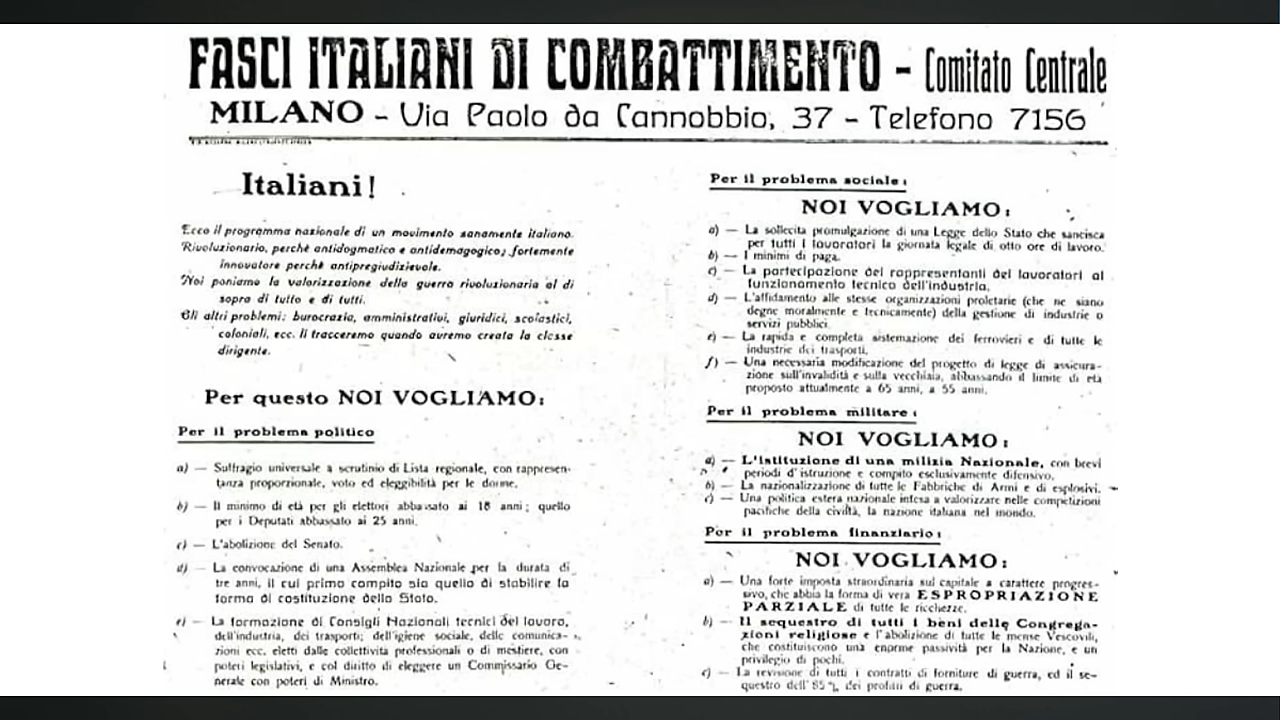 FASCI ITALIANI DI COMBATTIMENTO - Comitato Centrale
MILANO - Via Paolo da Cannobbio, 37 - Telefono 7156
Italiani!
Ecco il programma nazionale di un movimento sanamente italiano.
Rivoluzionario, perchè antidogmatico e antidemagogico; fortemente
innovatore perchè antipregiudizievole.
Noi poniamo la valorizzazione della guerra rivoluzionaria al di
sopra di tutto e di tutti.
Gli altri problemi: burocrazia, amministrativi, giuridici, scolastici,
coloniali, ecc. li tracceremo quando avremo creata la classe
dirigente.
Per questo NOI VOGLIAMO:
Per il problema politico
a) — Suffragio universale a scrutinio di Lista regionale, con rappresen-
tanza proporzionale, voto ed eleggibilità per le donne.
b) — Il minimo di età per gli elettori abbassato ai 18 anni; quello
per i Deputati abbassato ai 25 anni.
c) — L'abolizione del Senato.
d) — La convocazione di una Assemblea Nazionale per la durata di
tre anni, il cui primo compito sia quello di stabilire la
forma di costituzione dello Stato.
e) — La formazione di Consigli Nazionali tecnici del lavoro,
dell'industria, dei trasporti, dell'igiene sociale, delle comunica-
zioni ecc. eletti dalle collettività professionali o di mestiere, con
poteri legislativi, e col diritto di eleggere un Commissario Ge-
nerale con poteri di Ministro.
Per il problema sociale:
NOI VOGLIAMO:
a) — La sollecita promulgazione di una Legge dello Stato che sancisca
per tutti i lavoratori la giornata legale di otto ore di lavoro.
b) — I minimi di paga.
c) — La partecipazione dei rappresentanti dei lavoratori al
funzionamento tecnico dell'industria.
d) — L'affidamento alle stesse organizzazioni proletarie (che ne siano
degne moralmente e tecnicamente) della gestione di industrie o
servizi pubblici.
e) — La rapida e completa sistemazione dei ferrovieri e di tutte le
industrie dei trasporti.
f) — Una necessaria modificazione del progetto di legge di assicura-
zione sull'invalidità e sulla vecchiaia, abbassando il limite di età
proposto attualmente a 65 anni, a 55 anni.
Per il problema militare:
NOI VOGLIAMO:
a) — L'istituzione di una milizia Nazionale, con brevi
periodi d'istruzione e compito esclusivamente difensivo.
b) — La nazionalizzazione di tutte le Fabbriche di Armi e di esplosivi.
c) — Una politica estera nazionale intesa a valorizzare nelle competizioni
pacifiche della civiltà, la nazione italiana nel mondo.
Per il problema finanziario:
NOI VOGLIAMO:
a) — Una forte imposta straordinaria sul capitale a carattere progres-
sivo, che abbia la forma di vera ESPROPRIAZIONE
PARZIALE di tutte le ricchezze.
b) — Il sequestro di tutti i beni delle Congrega-
zioni religiose e l'abolizione di tutte le mense Vescovili,
che costituiscono una enorme passività per la Nazione, e un
privilegio di pochi.
c) — La revisione di tutti i contratti di forniture di guerra, ed il se-
questro dell'85% dei profitti di guerra.